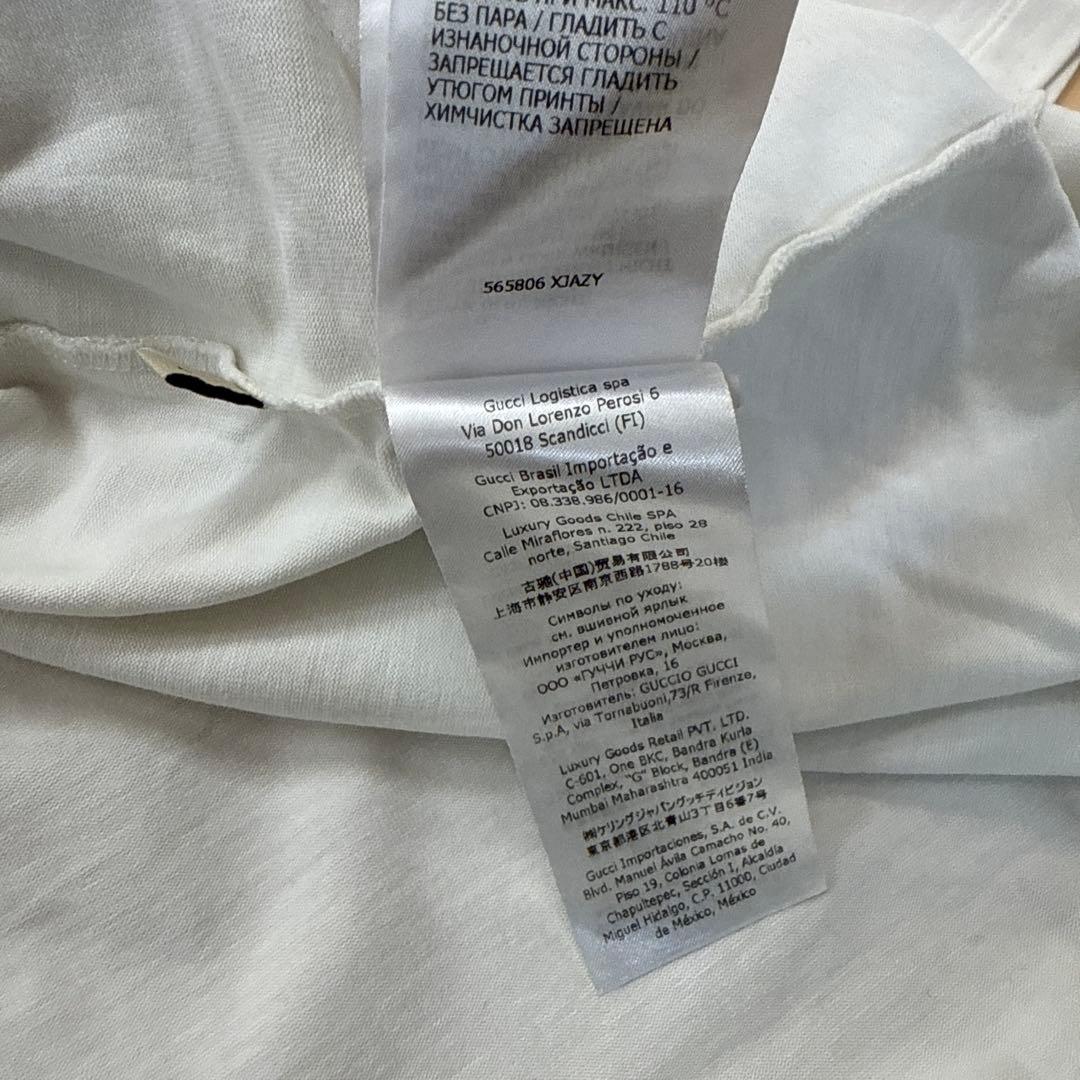 ПРИ МАКС. 110 °C
БЕЗ ПАРА / ГЛАДИТЬ С
ИЗНАНОЧНОЙ СТОРОНЫ /
ЗАПРЕЩАЕТСЯ ГЛАДИТЬ
УТЮГОМ ПРИНТЫ /
ХИМЧИСТКА ЗАПРЕЩЕНА
565806 XJAZY
Gucci Logistica spa
Via Don Lorenzo Perosi 6
50018 Scandicci (FI)
Gucci Brasil Importação e
Exportação LTDA
CNPJ: 08.338.986/0001-16
Luxury Goods Chile SPA
Calle Miraflores n. 222, piso 28
norte, Santiago Chile
古驰(中国)贸易有限公司
上海市静安区南京西路1788号20楼
Символы по уходу:
см. вшивной ярлык
Импортер и уполномоченное
изготовителем лицо:
ООО «ГУЧЧИ РУС», Москва,
Петровка, 16
Изготовитель: GUCCIO GUCCI
S.p.A, via Tornabuoni,73/R Firenze,
Italia
Luxury Goods Retail PVT. LTD.
C-601, One BKC, Bandra Kurla
Complex, "G" Block, Bandra (E)
Mumbai Maharashtra 400051 India
㈱ケリングジャパングッチディビジョン
東京都港区北青山3丁目6番7号
Gucci Importaciones, S.A. de C.V.
Blvd. Manuel Ávila Camacho No. 40,
Piso 19, Colonia Lomas de
Chapultepec, Sección I, Alcaldía
Miguel Hidalgo, C.P. 11000, Ciudad
de México, México